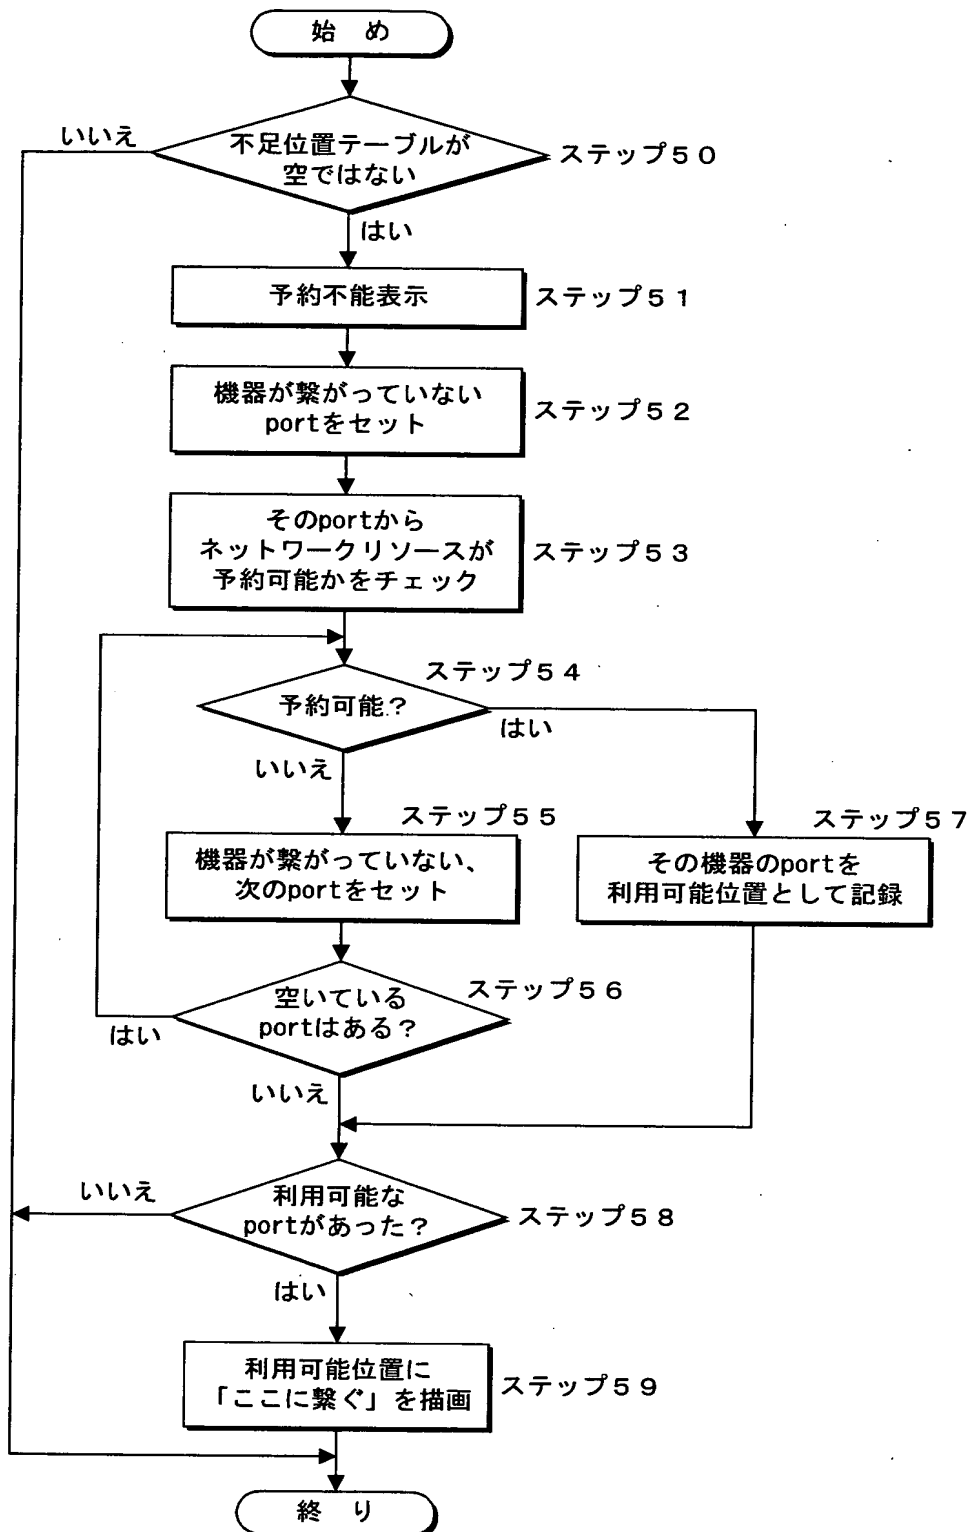 始　め
いいえ
不足位置テーブルが
空ではない
ステップ５０
はい
予約不能表示
ステップ５１
機器が繋がっていない
portをセット
ステップ５２
そのportから
ネットワークリソースが
予約可能かをチェック
ステップ５３
ステップ５４
予約可能？
はい
いいえ
ステップ５５
機器が繋がっていない、
次のportをセット
ステップ５７
その機器のportを
利用可能位置として記録
空いている
portはある？
ステップ５６
はい
いいえ
いいえ
利用可能な
portがあった？
ステップ５８
はい
利用可能位置に
「ここに繋ぐ」を描画
ステップ５９
終　り